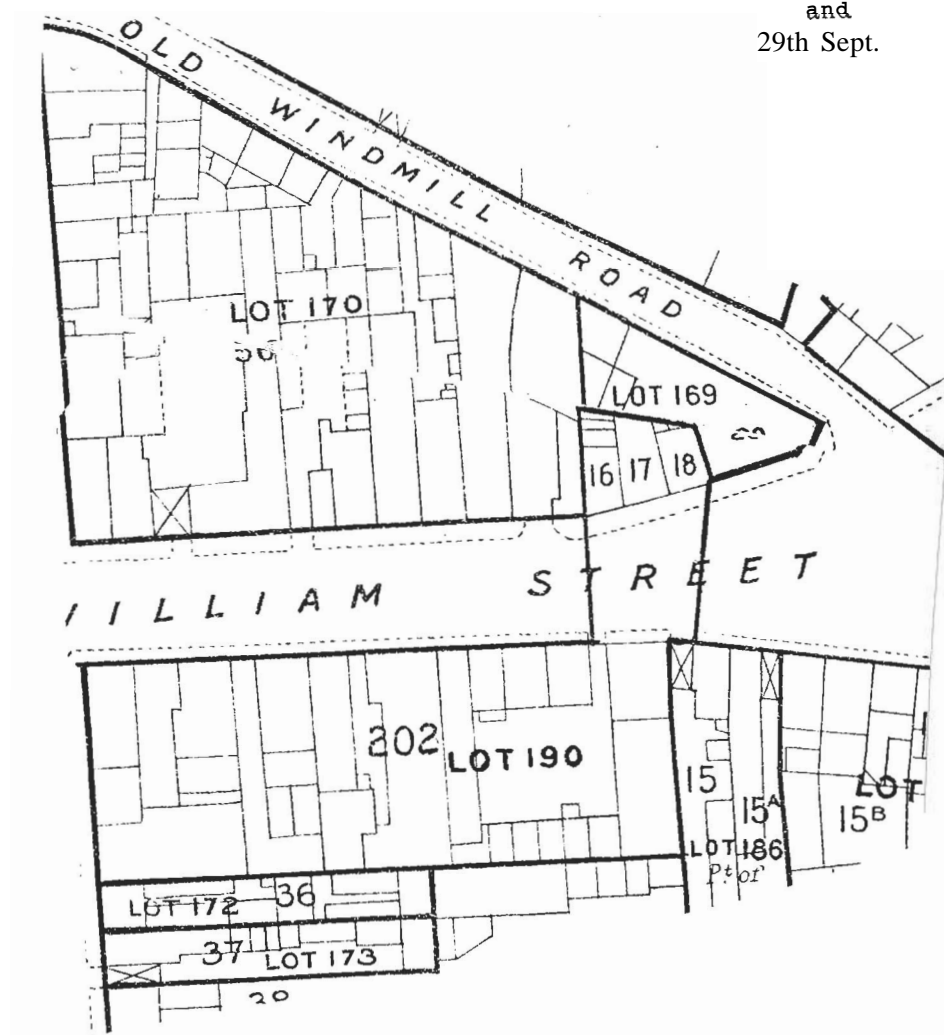 and
29th Sept.
OLD WINDMILL ROAD
LOT 170
LOT 169
16
17
18
ILLIAM STREET
202
LOT 190
15
15A
15B
LOT
LOT 186
Pt of
LOT 172
36
37
LOT 173